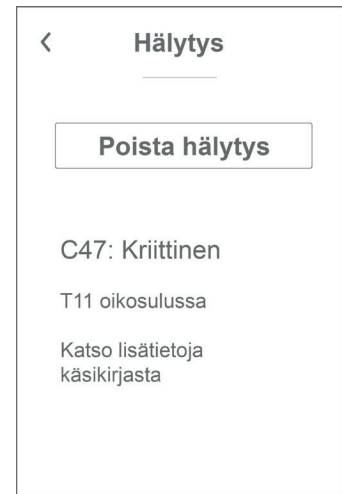 Hälytys
Poista hälytys
C47: Kriittinen
T11 oikosulussa
Katso lisätietoja
käsikirjasta